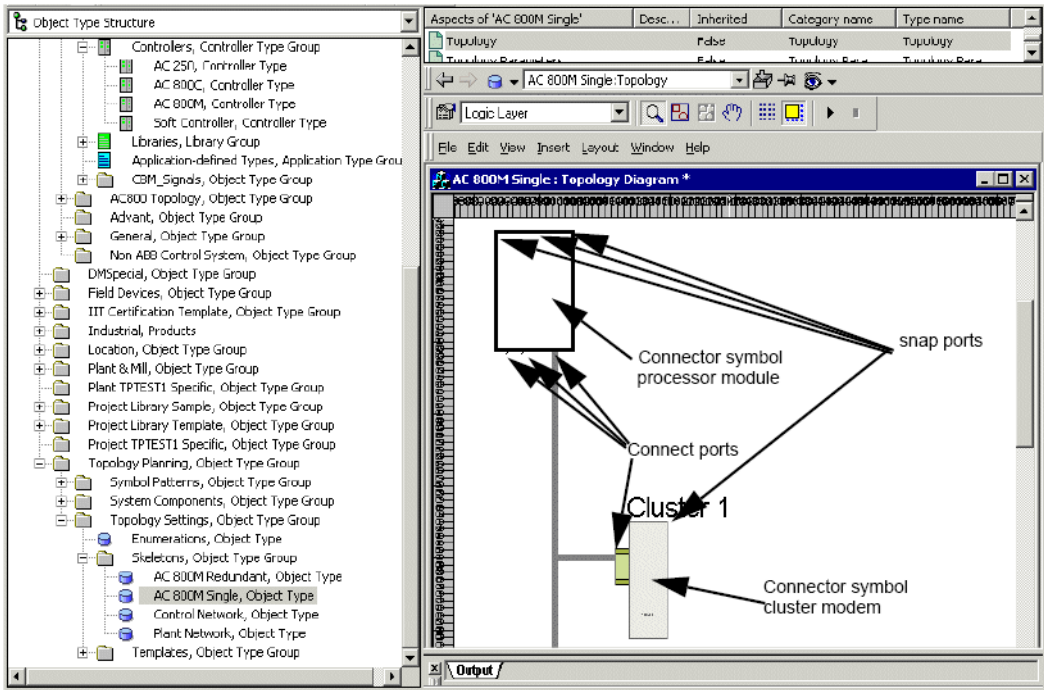 Object Type Structure
Controllers, Controller Type Group
AC 250, Controller Type
AC 800C, Controller Type
AC 800M, Controller Type
Soft Controller, Controller Type
Libraries, Library Group
Application-defined Types, Application Type Grou
CBM_Signals, Object Type Group
AC800 Topology, Object Type Group
Advant, Object Type Group
General, Object Type Group
Non ABB Control System, Object Type Group
DMSpecial, Object Type Group
Field Devices, Object Type Group
IIT Certification Template, Object Type Group
Industrial, Products
Location, Object Type Group
Plant & Mill, Object Type Group
Plant TPTEST1 Specific, Object Type Group
Project Library Sample, Object Type Group
Project Library Template, Object Type Group
Project TPTEST1 Specific, Object Type Group
Topology Planning, Object Type Group
Symbol Patterns, Object Type Group
System Components, Object Type Group
Topology Settings, Object Type Group
Enumerations, Object Type
Skeletons, Object Type Group
AC 800M Redundant, Object Type
AC 800M Single, Object Type
Control Network, Object Type
Plant Network, Object Type
Templates, Object Type Group
Aspects of 'AC 800M Single' Desc... Inherited Category name Type name
Topology False Topology Topology
Topology Parameters False Topology Para Topology Para
AC 800M Single:Topology
Logic Layer
File Edit View Insert Layout Window Help
AC 800M Single : Topology Diagram *
snap ports
Connector symbol
processor module
Connect ports
Cluster 1
Connector symbol
cluster modem
Output